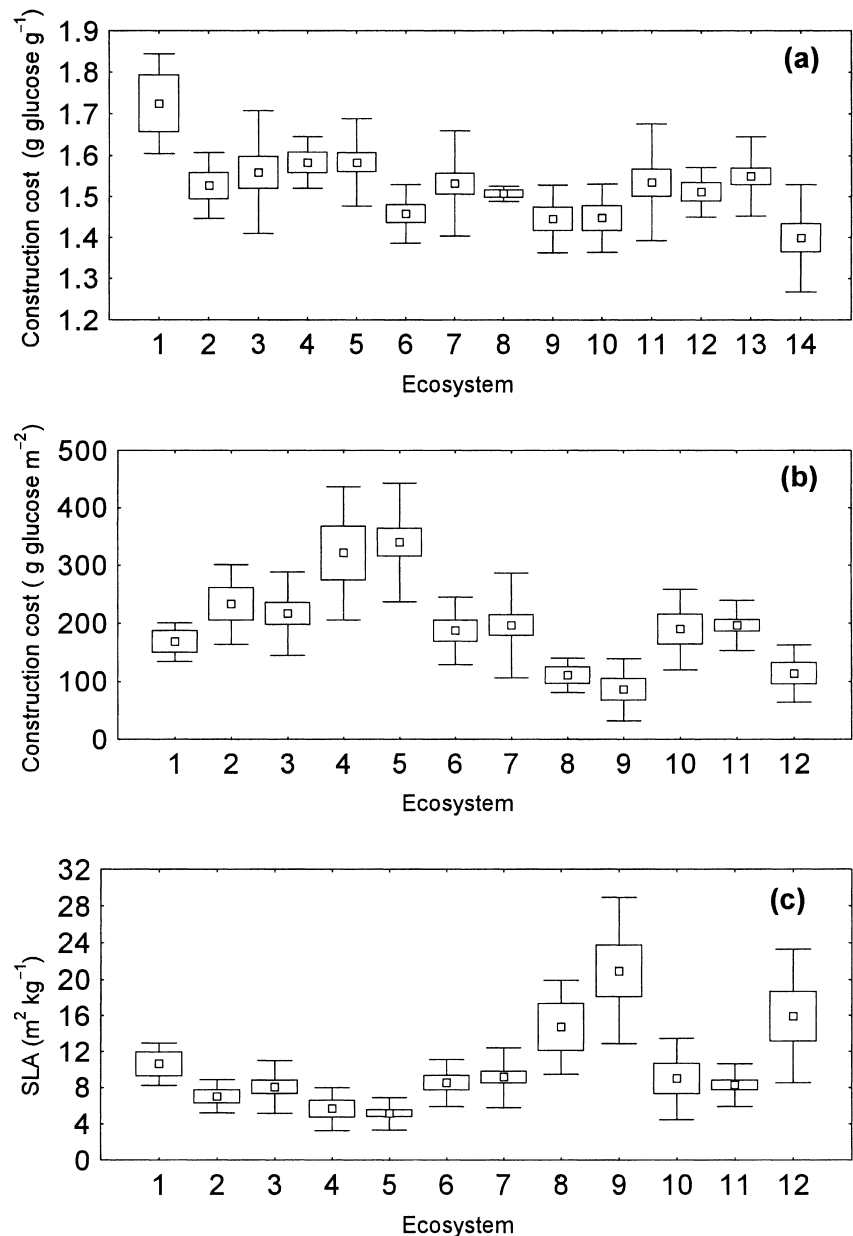 (a)
Construction cost (g glucose g⁻¹)
1.9
1.8
1.7
1.6
1.5
1.4
1.3
1.2
1 2 3 4 5 6 7 8 9 10 11 12 13 14
Ecosystem
(b)
Construction cost ( g glucose m⁻²)
500
400
300
200
100
0
1 2 3 4 5 6 7 8 9 10 11 12
Ecosystem
(c)
SLA (m² kg⁻¹)
32
28
24
20
16
12
8
4
0
1 2 3 4 5 6 7 8 9 10 11 12
Ecosystem